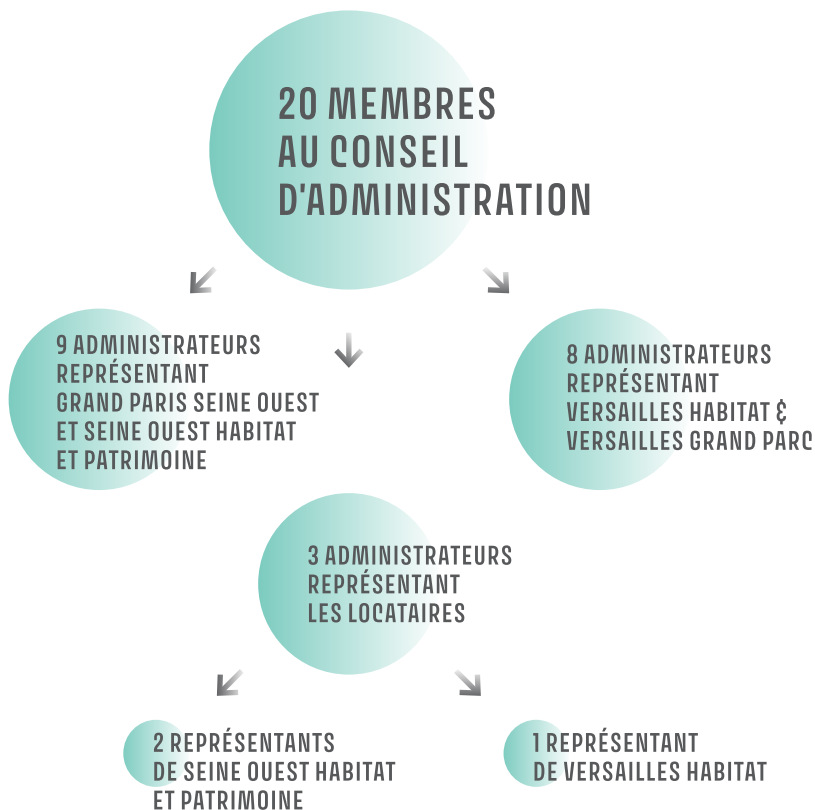 20 MEMBRES
AU CONSEIL
D'ADMINISTRATION
9 ADMINISTRATEURS
REPRÉSENTANT
GRAND PARIS SEINE OUEST
ET SEINE OUEST HABITAT
ET PATRIMOINE
8 ADMINISTRATEURS
REPRÉSENTANT
VERSAILLES HABITAT &
VERSAILLES GRAND PARC
3 ADMINISTRATEURS
REPRÉSENTANT
LES LOCATAIRES
2 REPRÉSENTANTS
DE SEINE OUEST HABITAT
ET PATRIMOINE
1 REPRÉSENTANT
DE VERSAILLES HABITAT